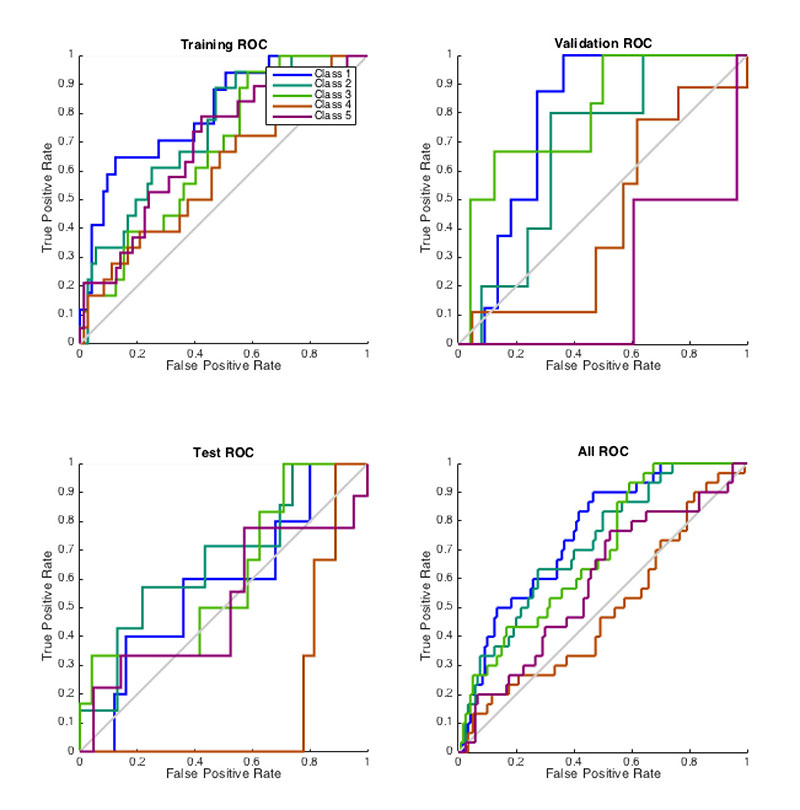 Training ROC
1
0.9
0.8
0.7
0.6
0.5
0.4
0.3
0.2
0.1
0
True Positive Rate
Class 1
Class 2
Class 3
Class 4
Class 5
0 0.2 0.4 0.6 0.8 1
False Positive Rate
Validation ROC
1
0.9
0.8
0.7
0.6
0.5
0.4
0.3
0.2
0.1
0
True Positive Rate
0 0.2 0.4 0.6 0.8 1
False Positive Rate
Test ROC
1
0.9
0.8
0.7
0.6
0.5
0.4
0.3
0.2
0.1
0
True Positive Rate
0 0.2 0.4 0.6 0.8 1
False Positive Rate
All ROC
1
0.9
0.8
0.7
0.6
0.5
0.4
0.3
0.2
0.1
0
True Positive Rate
0 0.2 0.4 0.6 0.8 1
False Positive Rate